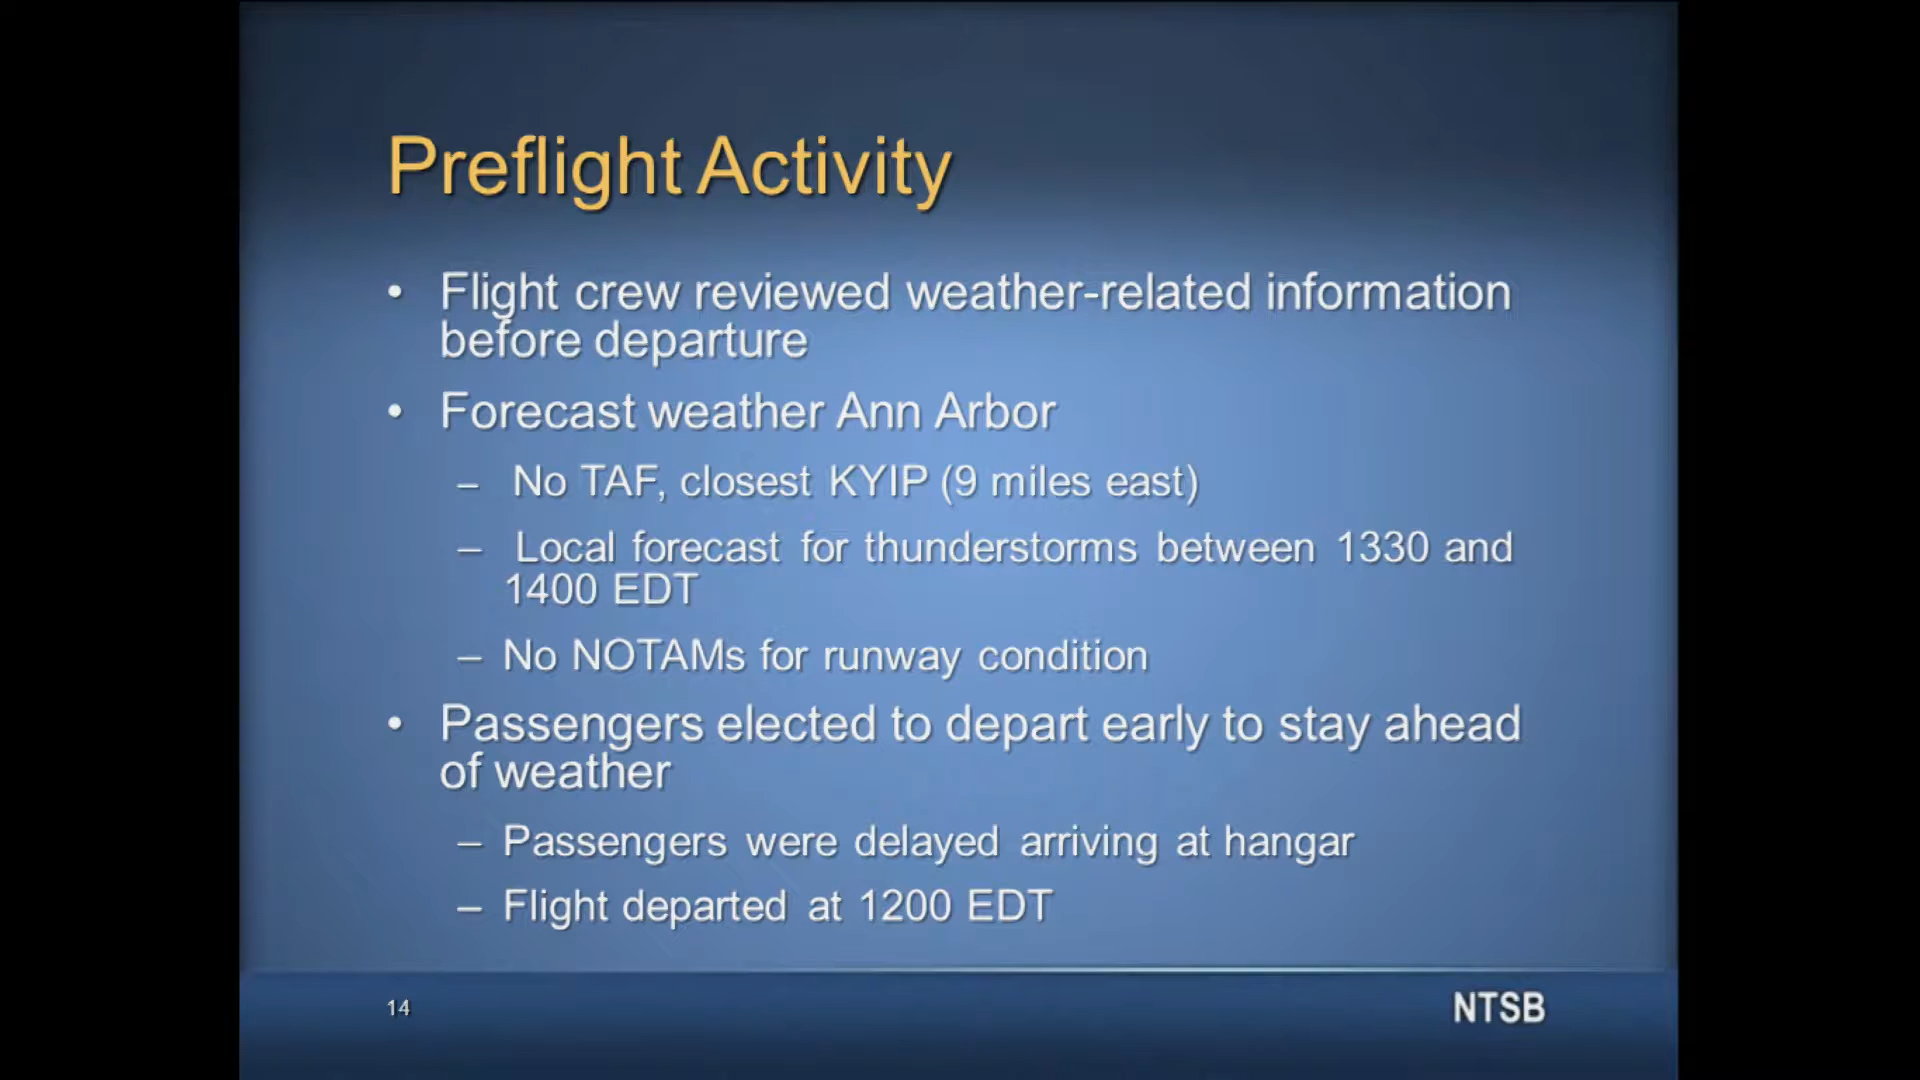 Preflight Activity
• Flight crew reviewed weather-related information
before departure
• Forecast weather Ann Arbor
– No TAF, closest KYIP (9 miles east)
– Local forecast for thunderstorms between 1330 and
1400 EDT
– No NOTAMs for runway condition
• Passengers elected to depart early to stay ahead
of weather
– Passengers were delayed arriving at hangar
– Flight departed at 1200 EDT
14
NTSB